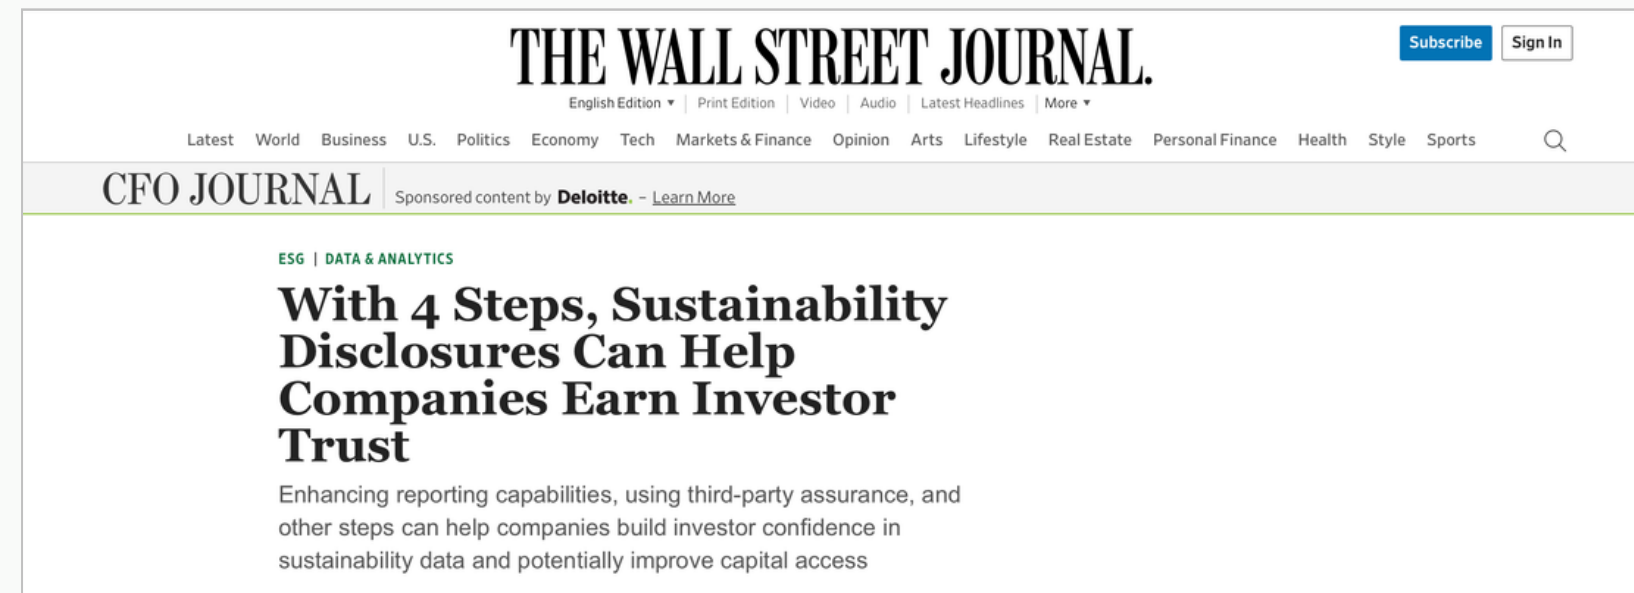 THE WALL STREET JOURNAL.
Subscribe Sign In
English Edition ▼ | Print Edition | Video | Audio | Latest Headlines | More ▼
Latest World Business U.S. Politics Economy Tech Markets & Finance Opinion Arts Lifestyle Real Estate Personal Finance Health Style Sports
CFO JOURNAL Sponsored content by Deloitte. – Learn More
ESG | DATA & ANALYTICS
With 4 Steps, Sustainability
Disclosures Can Help
Companies Earn Investor
Trust
Enhancing reporting capabilities, using third-party assurance, and
other steps can help companies build investor confidence in
sustainability data and potentially improve capital access